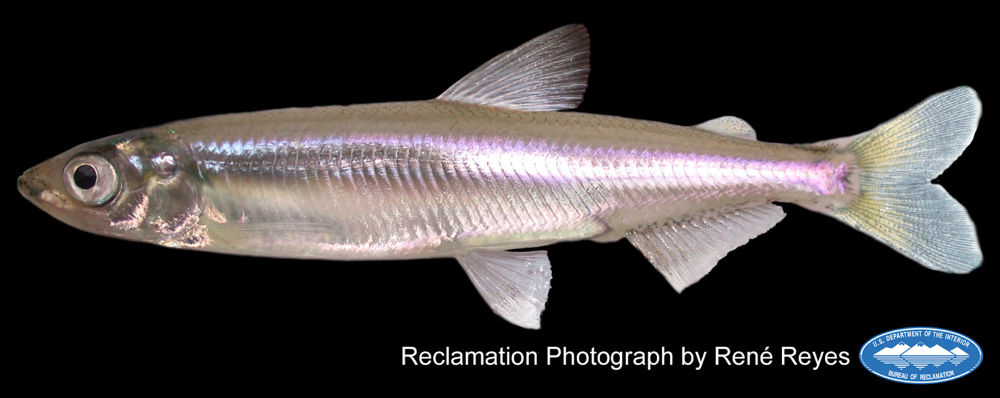 Reclamation Photograph by René Reyes
U.S. DEPARTMENT OF THE INTERIOR
BUREAU OF RECLAMATION